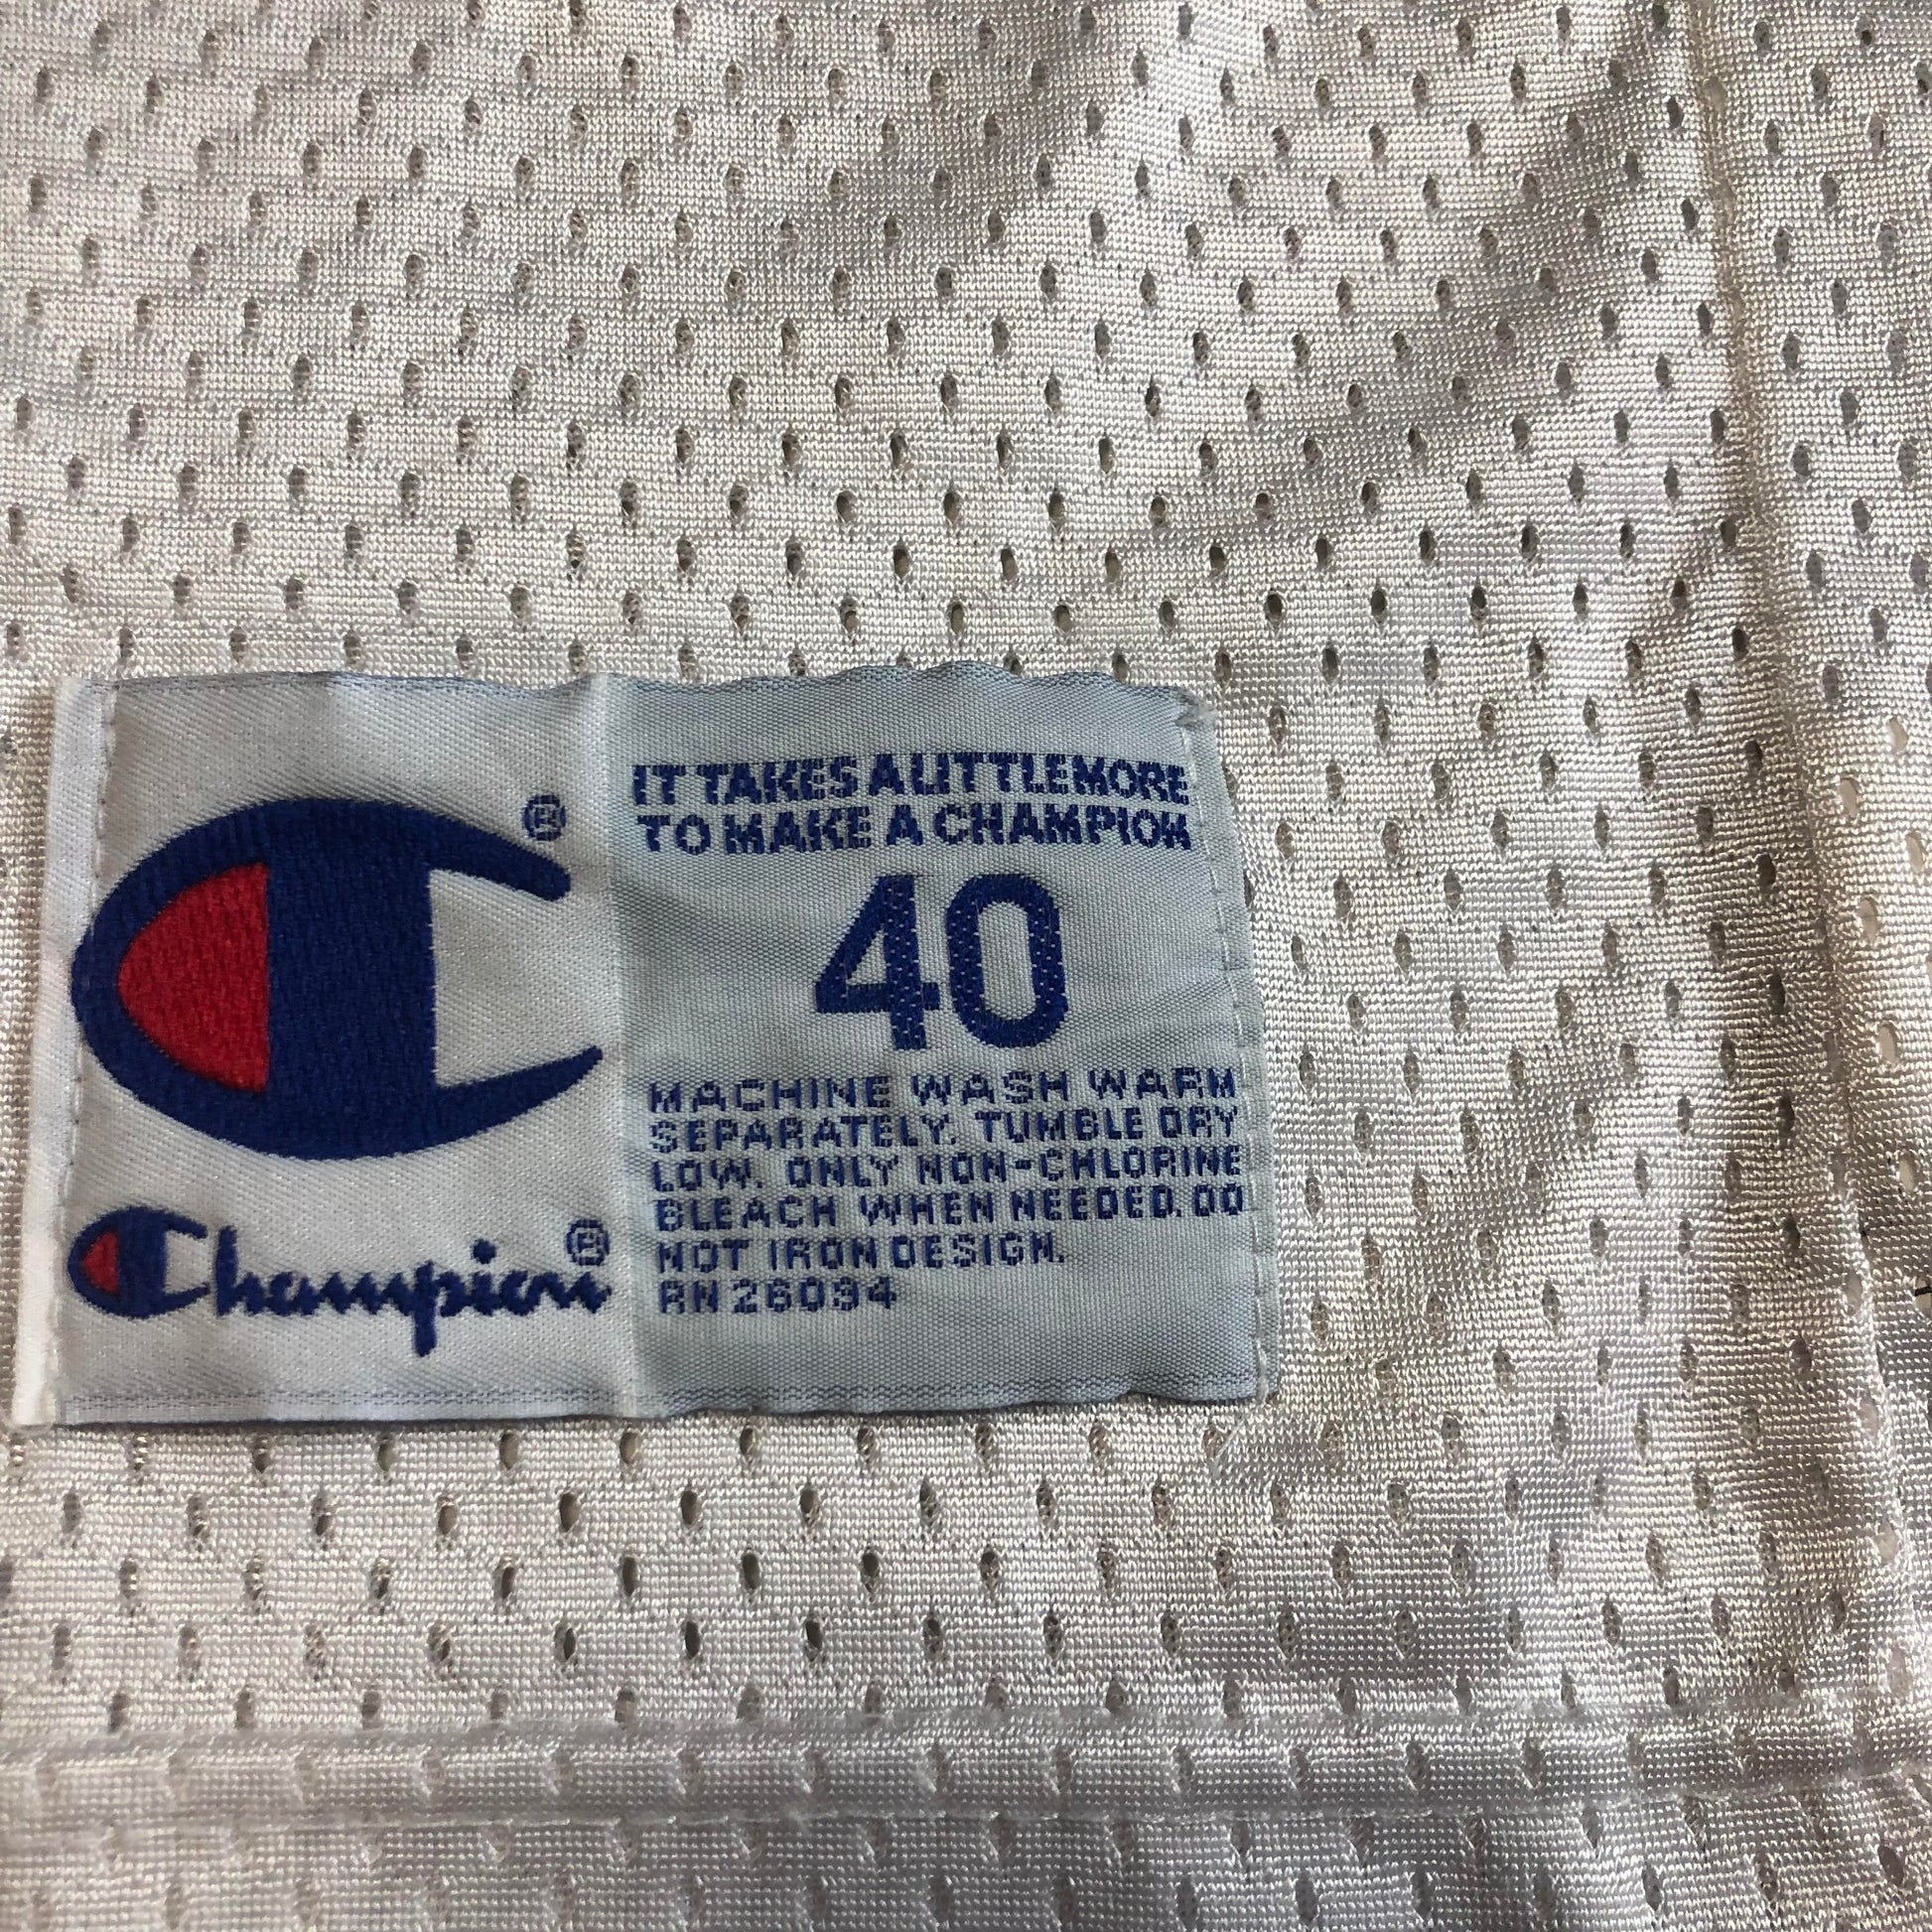 ®
Champion®
IT TAKES A LITTLE MORE
TO MAKE A CHAMPION
40
MACHINE WASH WARM
SEPARATELY. TUMBLE DRY
LOW. ONLY NON-CHLORINE
BLEACH WHEN NEEDED. DO
NOT IRON DESIGN.
RN 26094